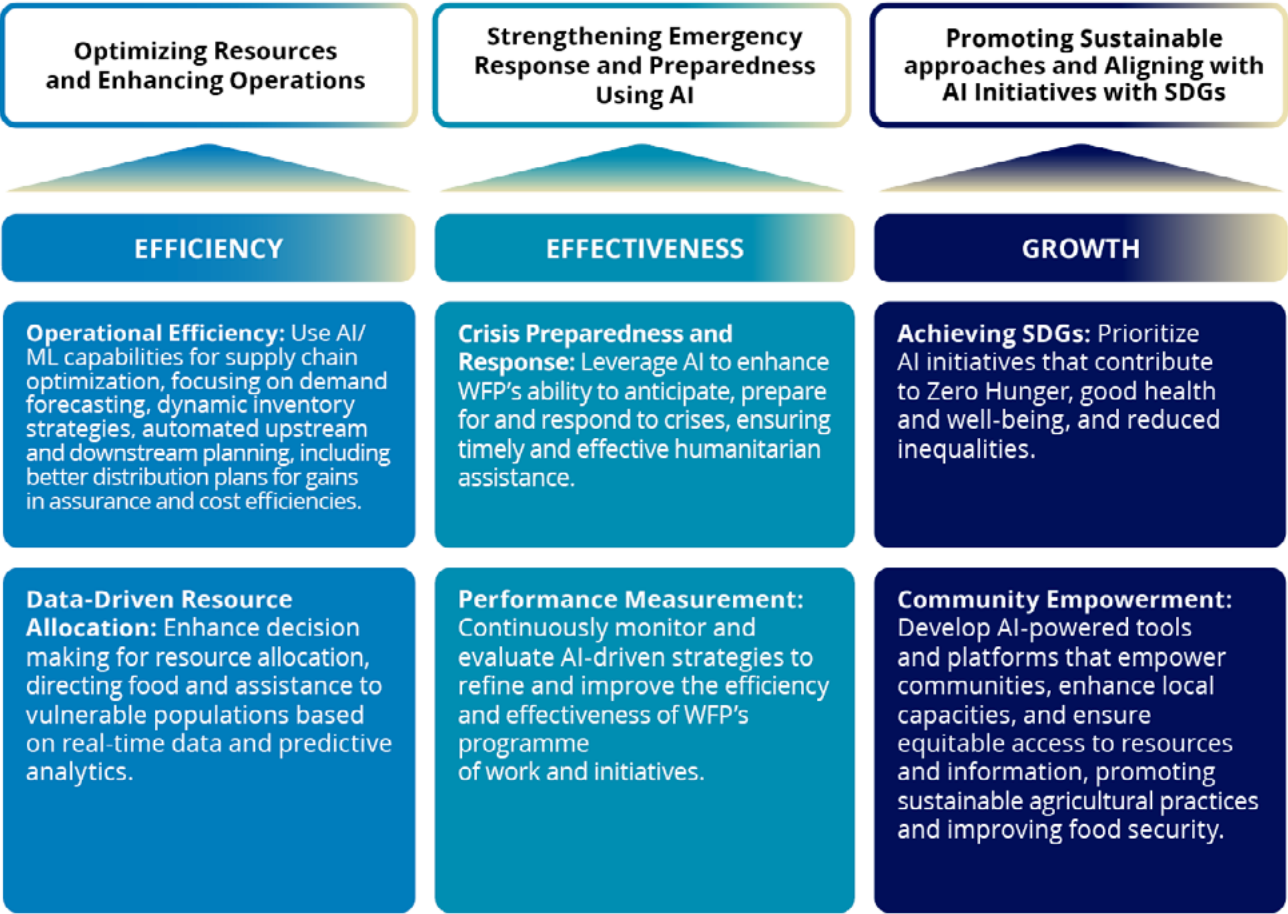 Optimizing Resources
and Enhancing Operations
Strengthening Emergency
Response and Preparedness
Using AI
Promoting Sustainable
approaches and Aligning with
AI Initiatives with SDGs
EFFICIENCY
EFFECTIVENESS
GROWTH
Operational Efficiency: Use AI/
ML capabilities for supply chain
optimization, focusing on demand
forecasting, dynamic inventory
strategies, automated upstream
and downstream planning, including
better distribution plans for gains
in assurance and cost efficiencies.
Crisis Preparedness and
Response: Leverage AI to enhance
WFP's ability to anticipate, prepare
for and respond to crises, ensuring
timely and effective humanitarian
assistance.
Achieving SDGs: Prioritize
AI initiatives that contribute
to Zero Hunger, good health
and well-being, and reduced
inequalities.
Data-Driven Resource
Allocation: Enhance decision
making for resource allocation,
directing food and assistance to
vulnerable populations based
on real-time data and predictive
analytics.
Performance Measurement:
Continuously monitor and
evaluate AI-driven strategies to
refine and improve the efficiency
and effectiveness of WFP's
programme
of work and initiatives.
Community Empowerment:
Develop AI-powered tools
and platforms that empower
communities, enhance local
capacities, and ensure
equitable access to resources
and information, promoting
sustainable agricultural practices
and improving food security.